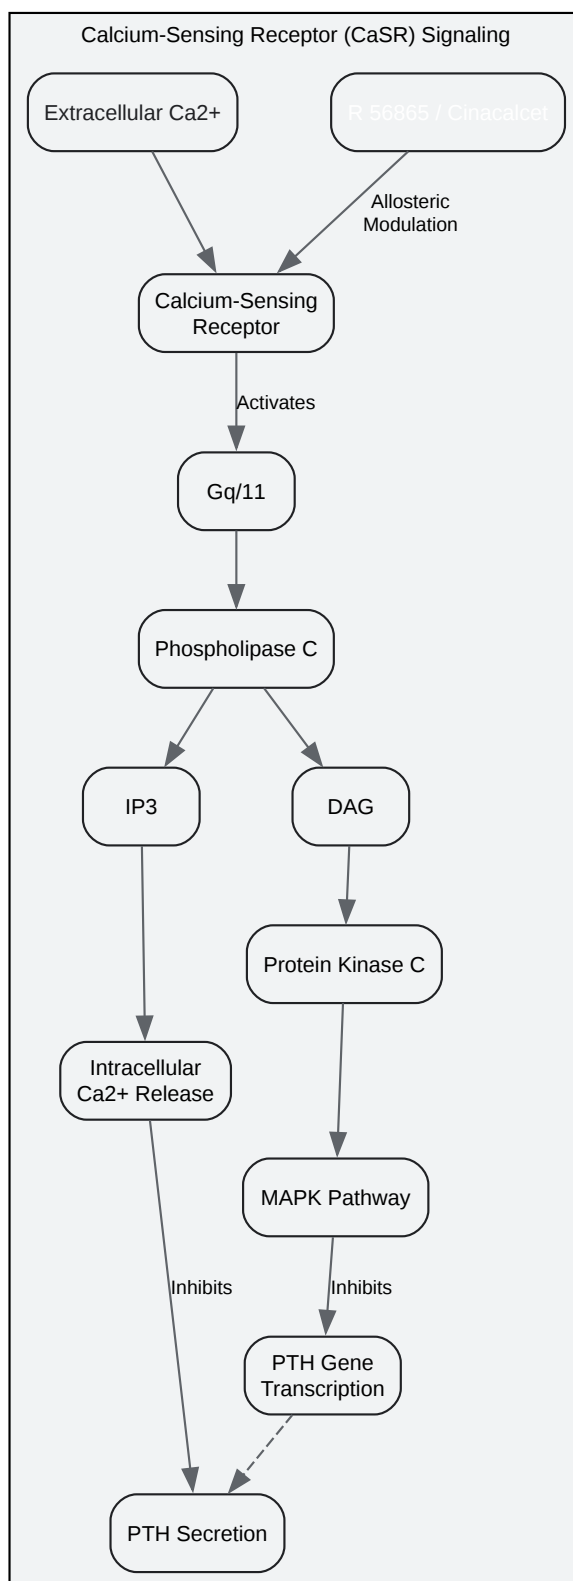 Calcium-Sensing Receptor (CaSR) Signaling
Extracellular Ca2+
R 56865 / Cinacalcet
Allosteric
Modulation
Calcium-Sensing
Receptor
Activates
Gq/11
Phospholipase C
IP3
DAG
Protein Kinase C
Intracellular
Ca2+ Release
MAPK Pathway
Inhibits
Inhibits
PTH Gene
Transcription
PTH Secretion